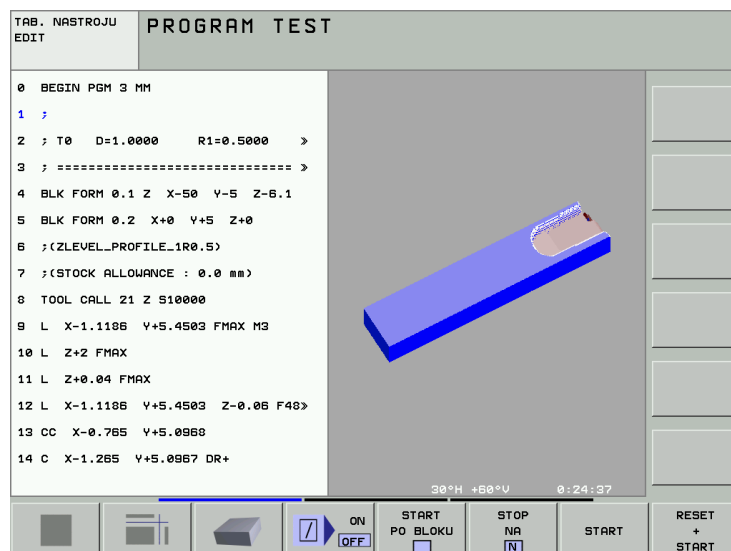 TAB. NASTROJU
EDIT
PROGRAM TEST
0 BEGIN PGM 3 MM
1 ;
2 ; T0 D=1.0000 R1=0.5000 »
3 ; ============================== »
4 BLK FORM 0.1 Z X-50 Y-5 Z-6.1
5 BLK FORM 0.2 X+0 Y+5 Z+0
6 ;(ZLEVEL_PROFILE_1R0.5)
7 ;(STOCK ALLOWANCE : 0.0 mm)
8 TOOL CALL 21 Z S10000
9 L X-1.1186 Y+5.4503 FMAX M3
10 L Z+2 FMAX
11 L Z+0.04 FMAX
12 L X-1.1186 Y+5.4503 Z-0.06 F48»
13 CC X-0.765 Y+5.0968
14 C X-1.265 Y+5.0967 DR+
30°H +60°V 0:24:37
/ ON
OFF
START
PO BLOKU
STOP
NA
N
START
RESET
+
START